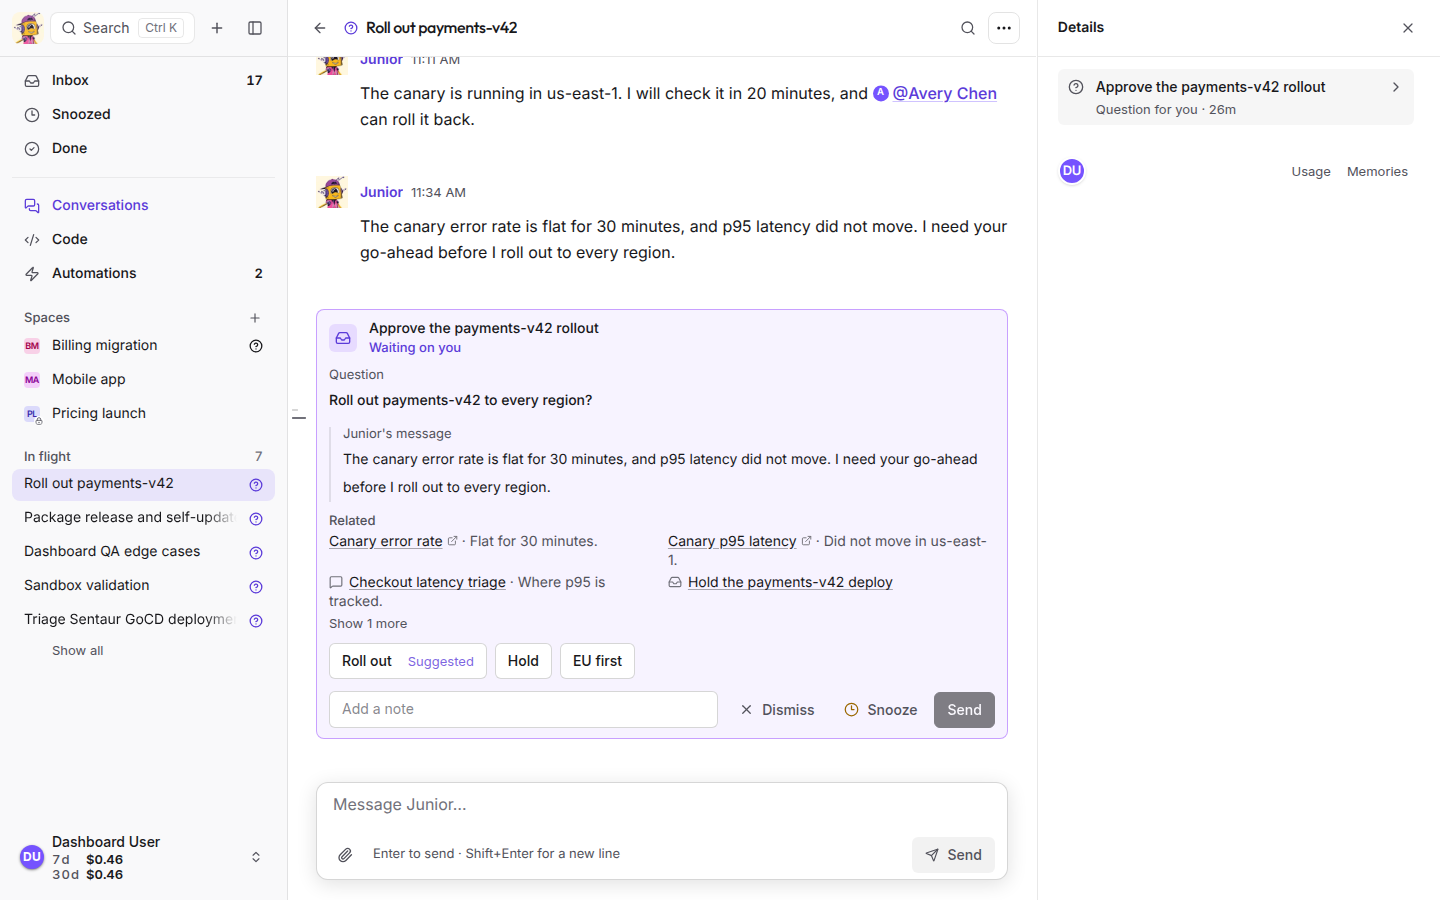 Search Ctrl K
Inbox 17
Snoozed
Done
Conversations
Code
Automations 2
Spaces
BM Billing migration
MA Mobile app
PL Pricing launch
In flight 7
Roll out payments-v42
Package release and self-update
Dashboard QA edge cases
Sandbox validation
Triage Sentaur GoCD deployme
Show all
DU Dashboard User
7d $0.46
30d $0.46
Roll out payments-v42
Junior 11:11 AM
The canary is running in us-east-1. I will check it in 20 minutes, and A @Avery Chen
can roll it back.
Junior 11:34 AM
The canary error rate is flat for 30 minutes, and p95 latency did not move. I need your
go-ahead before I roll out to every region.
Approve the payments-v42 rollout
Waiting on you
Question
Roll out payments-v42 to every region?
Junior's message
The canary error rate is flat for 30 minutes, and p95 latency did not move. I need your go-ahead
before I roll out to every region.
Related
Canary error rate · Flat for 30 minutes.
Canary p95 latency · Did not move in us-east-
1.
Checkout latency triage · Where p95 is
tracked.
Hold the payments-v42 deploy
Show 1 more
Roll out Suggested
Hold
EU first
Add a note
Dismiss
Snooze
Send
Message Junior...
Enter to send · Shift+Enter for a new line
Send
Details
Approve the payments-v42 rollout
Question for you · 26m
DU
Usage Memories